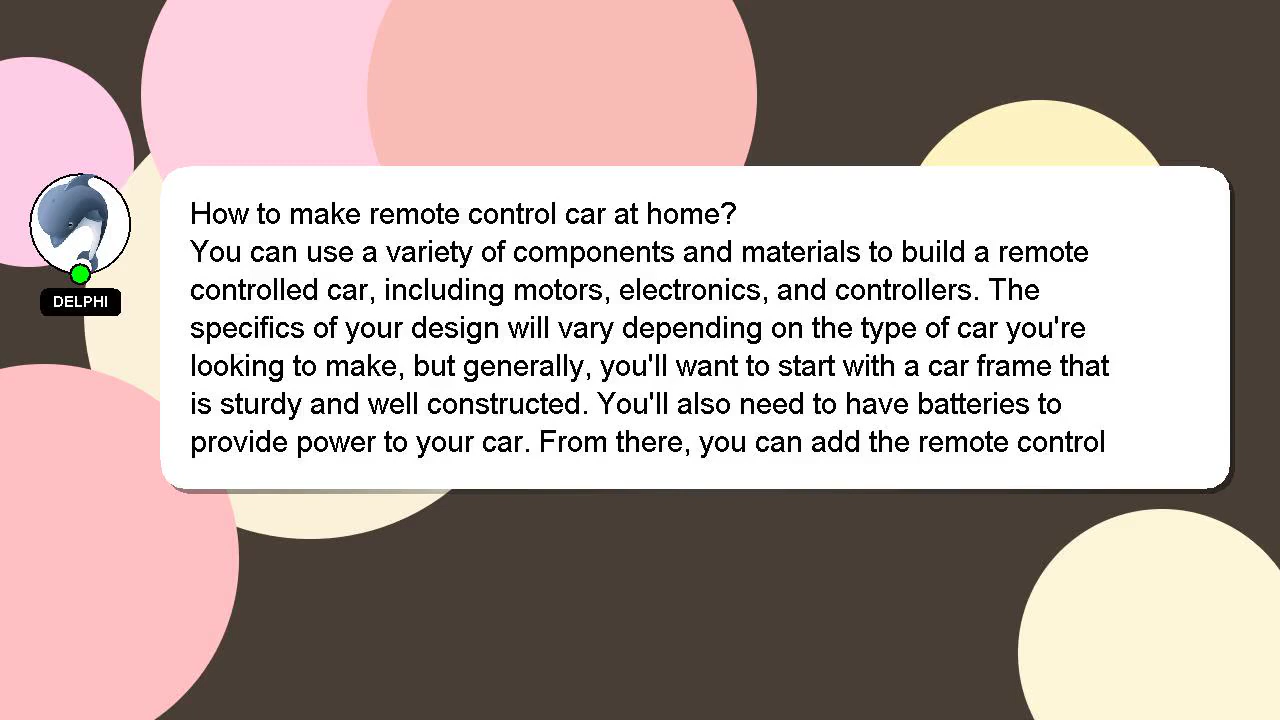 How to make remote control car at home?
You can use a variety of components and materials to build a remote
controlled car, including motors, electronics, and controllers. The
specifics of your design will vary depending on the type of car you're
looking to make, but generally, you'll want to start with a car frame that
is sturdy and well constructed. You'll also need to have batteries to
provide power to your car. From there, you can add the remote control
DELPHI